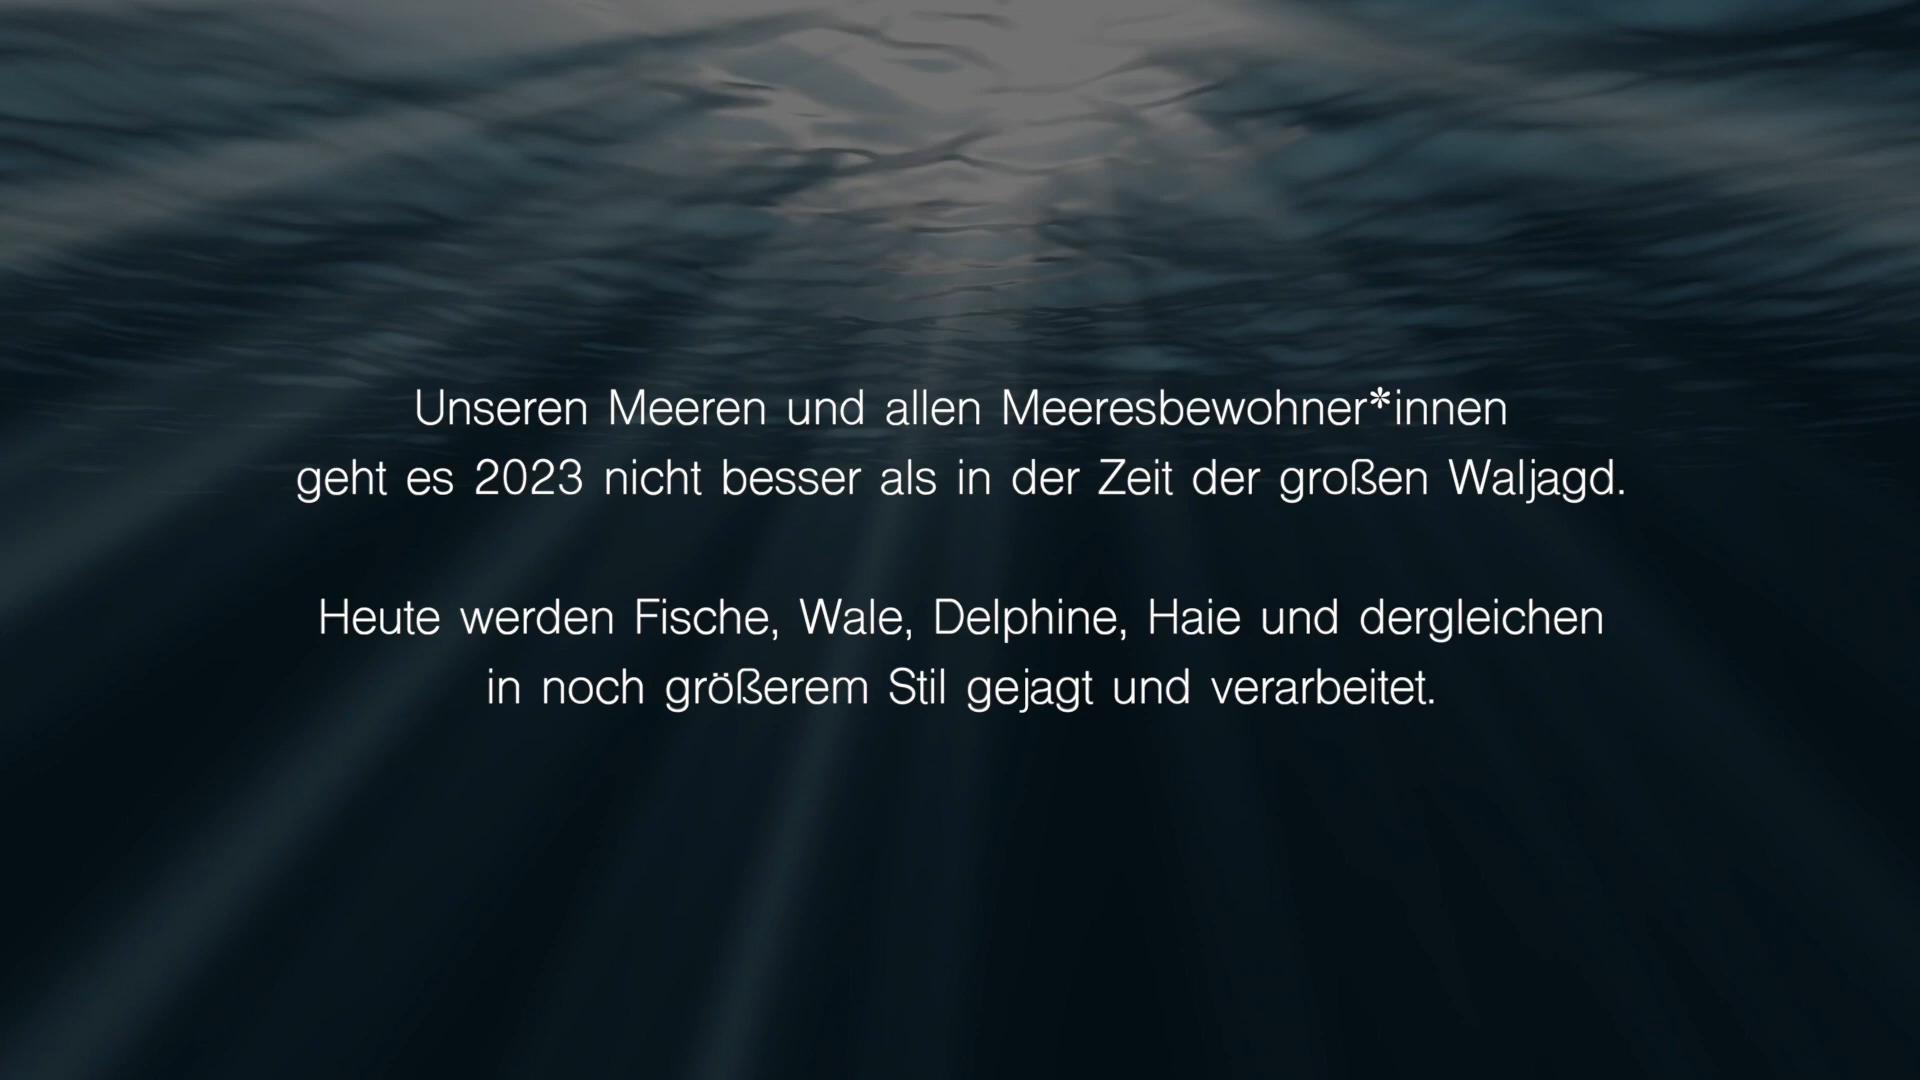 Unseren Meeren und allen Meeresbewohner*innen
geht es 2023 nicht besser als in der Zeit der großen Waljagd.
Heute werden Fische, Wale, Delphine, Haie und dergleichen
in noch größerem Stil gejagt und verarbeitet.